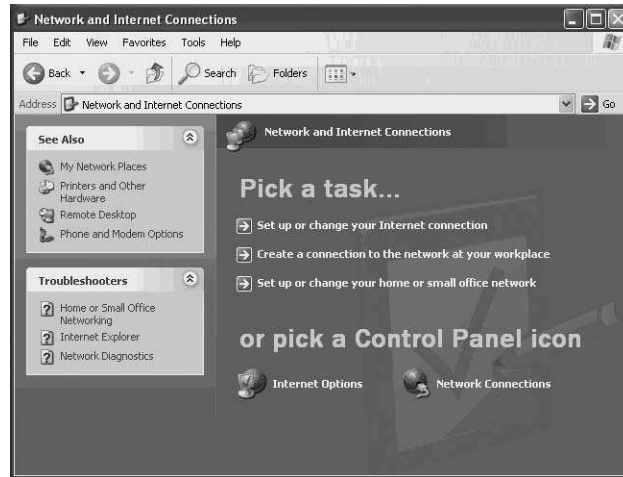 Network and Internet Connections
File Edit View Favorites Tools Help
Back Search Folders
Address Network and Internet Connections Go
See Also
My Network Places
Printers and Other
Hardware
Remote Desktop
Phone and Modem Options
Troubleshooters
Home or Small Office
Networking
Internet Explorer
Network Diagnostics
Network and Internet Connections
Pick a task...
Set up or change your Internet connection
Create a connection to the network at your workplace
Set up or change your home or small office network
or pick a Control Panel icon
Internet Options Network Connections